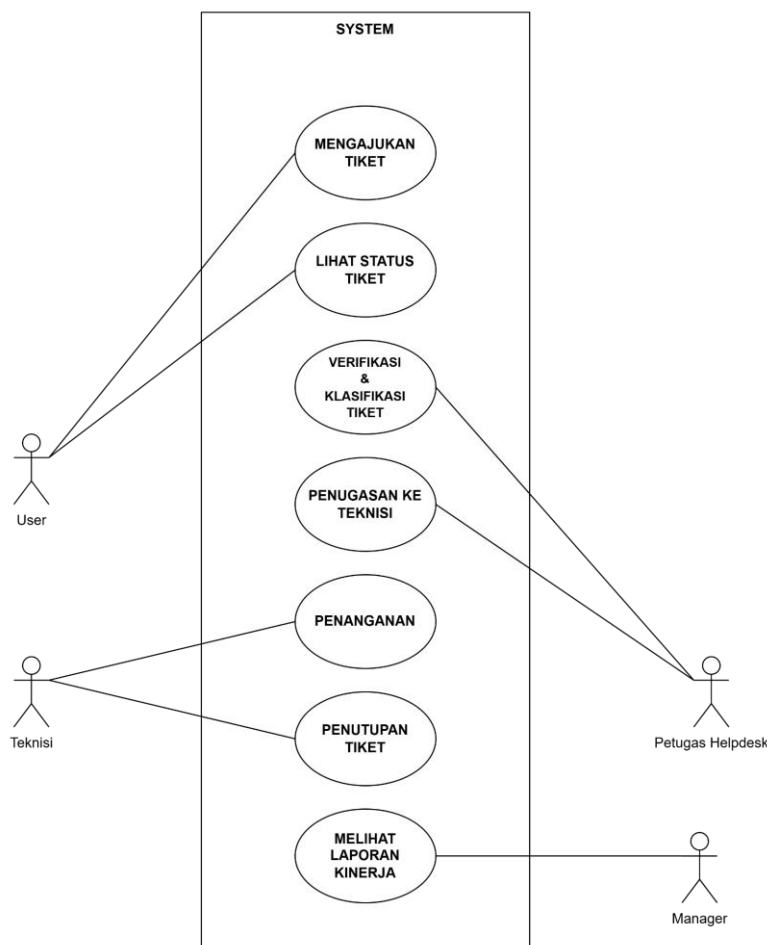 SYSTEM
MENGAJUKAN
TIKET
LIHAT STATUS
TIKET
VERIFIKASI
&
KLASIFIKASI
TIKET
User
PENUGASAN KE
TEKNISI
PENANGANAN
Teknisi
PENUTUPAN
TIKET
Petugas Helpdesk
MELIHAT
LAPORAN
KINERJA
Manager